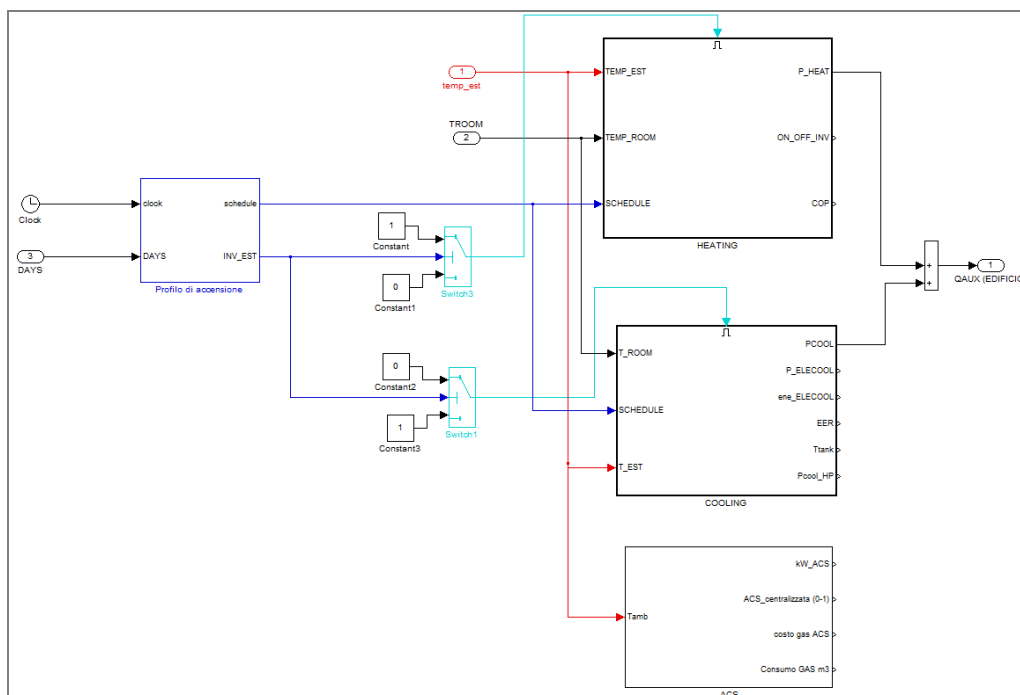 1
temp_est
TROOM
2
TEMP_EST
P_HEAT
TEMP_ROOM
ON_OFF_INV
SCHEDULE
COP
HEATING
Clock
clook
schedule
3
DAYS
DAYS
INV_EST
Profilo di accensione
1
Constant
0
Constant1
Switch3
+
+
1
QAUX (EDIFICIO
0
Constant2
1
Constant3
Switch1
T_ROOM
PCOOL
P_ELECOOL
ene_ELECOOL
SCHEDULE
EER
Ttank
T_EST
Pcool_HP
COOLING
kW_ACS
ACS_centralizzata (0-1)
Tamb
costo gas ACS
Consumo GAS m3
ACS